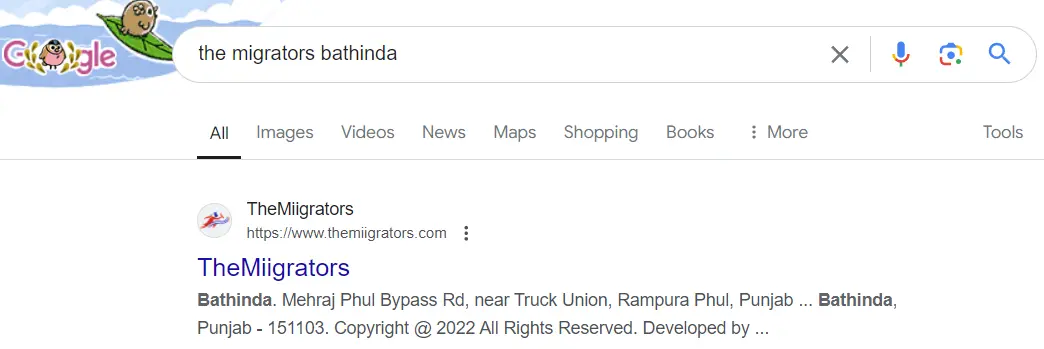 Google
the migrators bathinda
All Images Videos News Maps Shopping Books More Tools
TheMiigrators
https://www.themiigrators.com
TheMiigrators
Bathinda. Mehraj Phul Bypass Rd, near Truck Union, Rampura Phul, Punjab ... Bathinda,
Punjab - 151103. Copyright @ 2022 All Rights Reserved. Developed by ...